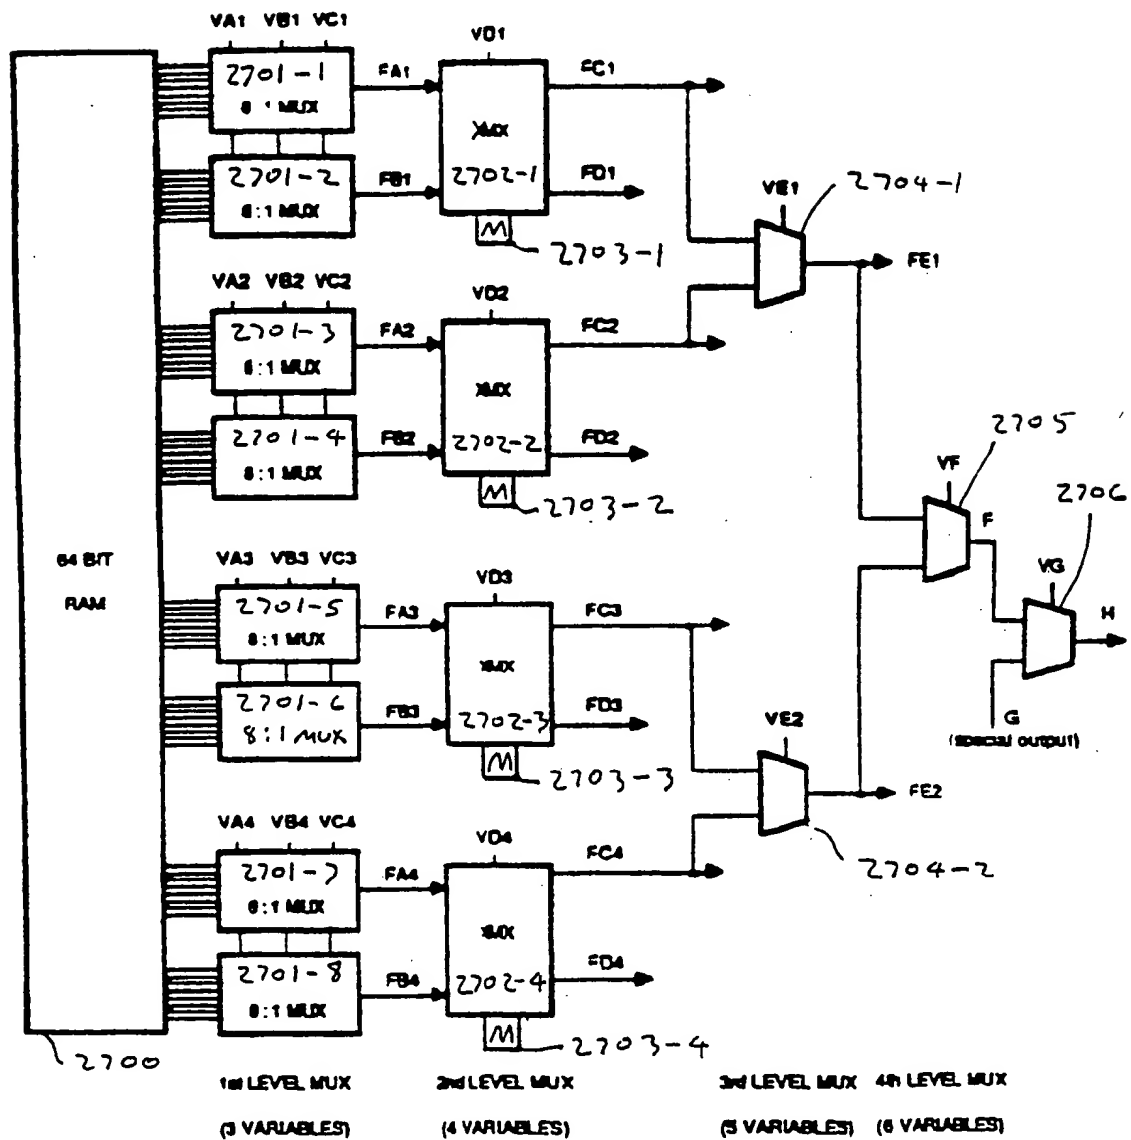 VA1 VB1 VC1
2701-1
8:1 MUX
FA1
VD1
FC1
XMX
2701-2
8:1 MUX
FB1
2702-1
FD1
M
2703-1
VE1
2704-1
FE1
VA2 VB2 VC2
2701-3
8:1 MUX
FA2
VD2
FC2
XMX
2701-4
8:1 MUX
FB2
2702-2
FD2
M
2703-2
2705
VF
F
2706
VG
H
G
(special output)
64 BIT
RAM
VA3 VB3 VC3
2701-5
8:1 MUX
FA3
VD3
FC3
XMX
2701-6
8:1 MUX
FB3
2702-3
FD3
M
2703-3
VE2
FE2
2704-2
VA4 VB4 VC4
2701-7
8:1 MUX
FA4
VD4
FC4
XMX
2701-8
8:1 MUX
FB4
2702-4
FD4
M
2703-4
2700
1st LEVEL MUX
(3 VARIABLES)
2nd LEVEL MUX
(4 VARIABLES)
3rd LEVEL MUX
(5 VARIABLES)
4th LEVEL MUX
(6 VARIABLES)